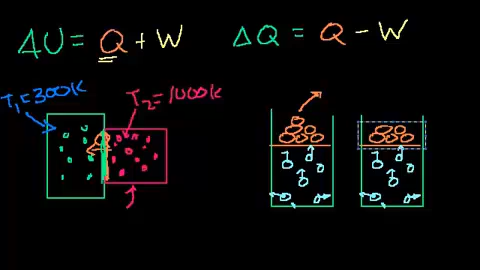 ΔU = Q + W
ΔQ = Q - W
T₁=300K
T₂=1000K